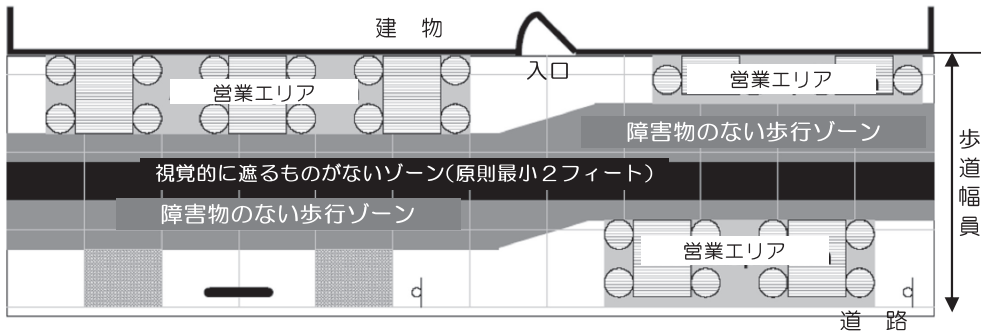 建　物
入口
営業エリア
営業エリア
障害物のない歩行ゾーン
視覚的に遮るものがないゾーン(原則最小２フィート)
障害物のない歩行ゾーン
営業エリア
歩道幅員
道　路